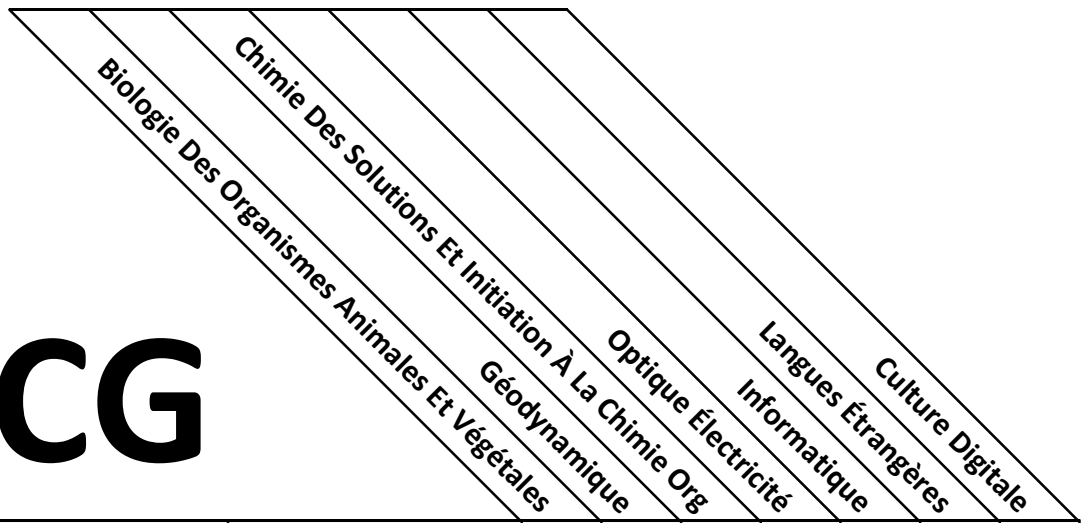 Biologie Des Organismes Animales Et Végétales
Géodynamique
Chimie Des Solutions Et Initiation À La Chimie Org
Optique Électricité
Informatique
Langues Étrangères
Culture Digitale
CG